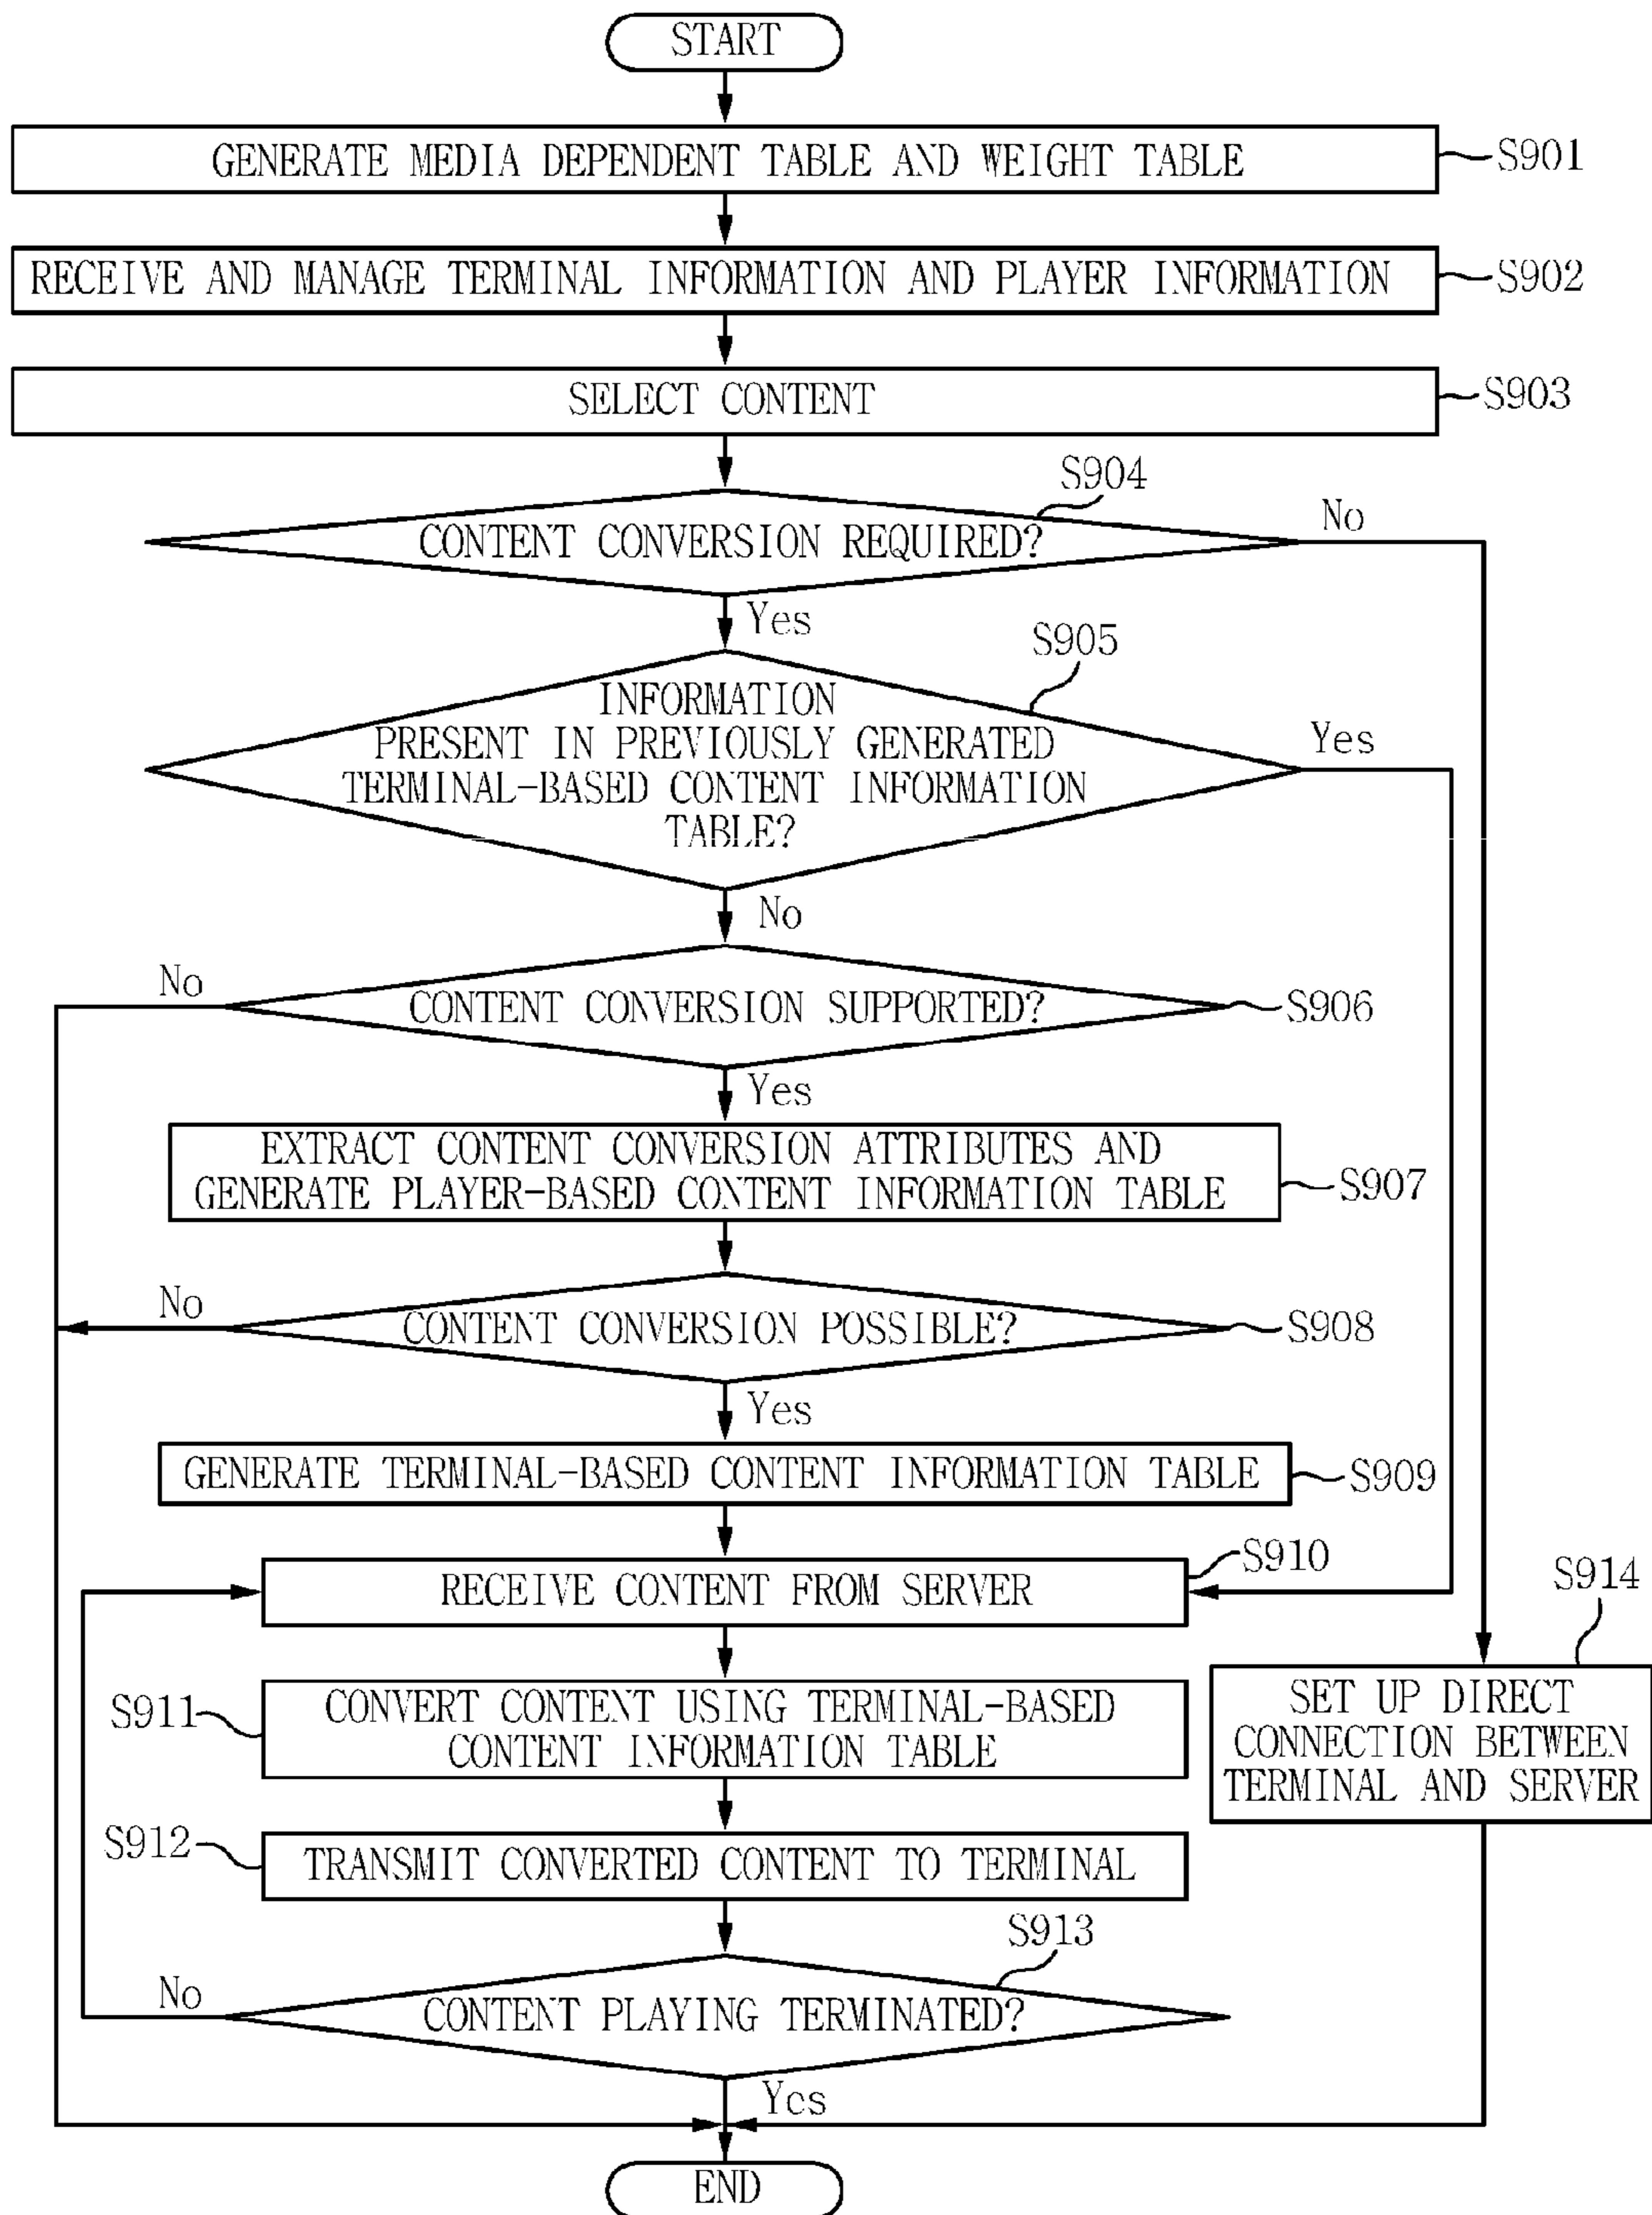 START
GENERATE MEDIA DEPENDENT TABLE AND WEIGHT TABLE
S901
RECEIVE AND MANAGE TERMINAL INFORMATION AND PLAYER INFORMATION
S902
SELECT CONTENT
S903
S904
CONTENT CONVERSION REQUIRED?
No
Yes
S905
INFORMATION
PRESENT IN PREVIOUSLY GENERATED
TERMINAL-BASED CONTENT INFORMATION
TABLE?
Yes
No
No
CONTENT CONVERSION SUPPORTED?
S906
Yes
EXTRACT CONTENT CONVERSION ATTRIBUTES AND
GENERATE PLAYER-BASED CONTENT INFORMATION TABLE
S907
No
CONTENT CONVERSION POSSIBLE?
S908
Yes
GENERATE TERMINAL-BASED CONTENT INFORMATION TABLE
S909
RECEIVE CONTENT FROM SERVER
S910
S914
SET UP DIRECT
CONNECTION BETWEEN
TERMINAL AND SERVER
S911
CONVERT CONTENT USING TERMINAL-BASED
CONTENT INFORMATION TABLE
S912
TRANSMIT CONVERTED CONTENT TO TERMINAL
S913
No
CONTENT PLAYING TERMINATED?
Yes
END